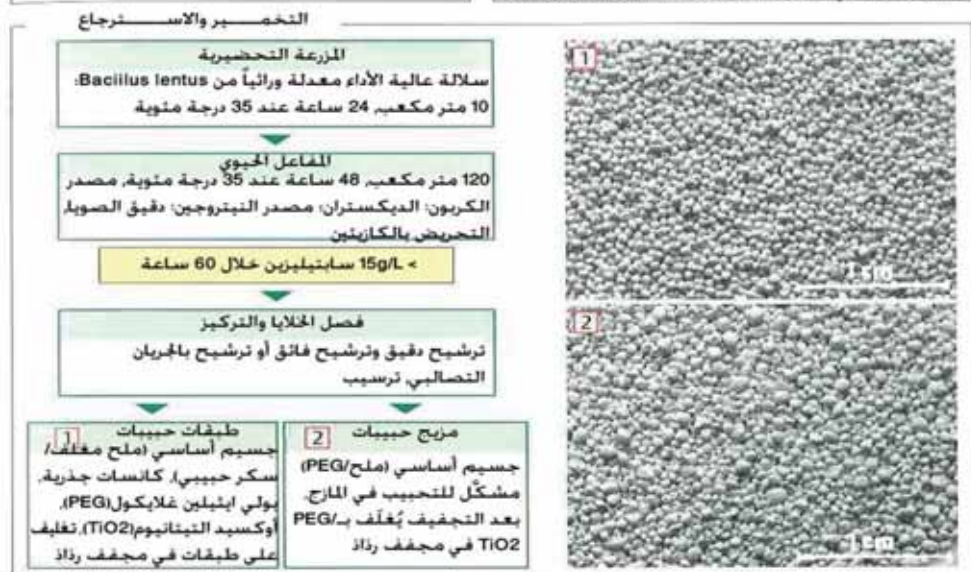 التخمـــير والاســـــترجاع
المزرعة التحضيرية
سلالة عالية الأداء معدلة وراثياً من Baciilus lentus:
10 متر مكعب، 24 ساعة عند 35 درجة مئوية
المفاعل الحيوي
120 متر مكعب، 48 ساعة عند 35 درجة مئوية، مصدر
الكربون: الديكستران؛ مصدر النيتروجين: دقيق الصويا،
التحريض بالكازيئين
> 15g/L سابتيليزين خلال 60 ساعة
فصل الخلايا والتركيز
ترشيح دقيق وترشيح فائق أو ترشيح بالجريان
التصالبي، ترسيب
طبقات حبيبات 1
جسيم أساسي (ملح مغلف/
سكر حبيبي)، كانسات جذرية،
بولي ايثيلين غلايكول(PEG)،
أوكسيد التيتانيوم(TiO2)، تغليف
على طبقات في مجفف رذاذ
مزيج حبيبات 2
جسيم أساسي (ملح/PEG)
مشكّل للتحبيب في المازج.
بعد التجفيف يُغلّف بـ PEG/
TiO2 في مجفف رذاذ
1
1 cm
2
1 cm